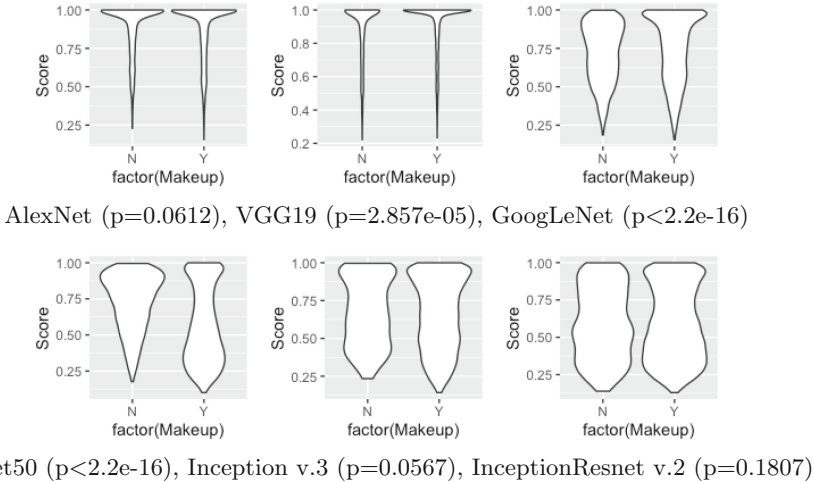 1.00 1.00 1.00
0.75 0.8 0.75
Score Score Score
0.50 0.6 0.50
0.4
0.25 0.25
0.2
N Y N Y N Y
factor(Makeup) factor(Makeup) factor(Makeup)
AlexNet (p=0.0612), VGG19 (p=2.857e-05), GoogLeNet (p<2.2e-16)
1.00 1.00 1.00
0.75 0.75 0.75
Score Score Score
0.50 0.50 0.50
0.25 0.25 0.25
N Y N Y N Y
factor(Makeup) factor(Makeup) factor(Makeup)
et50 (p<2.2e-16), Inception v.3 (p=0.0567), InceptionResnet v.2 (p=0.1807)